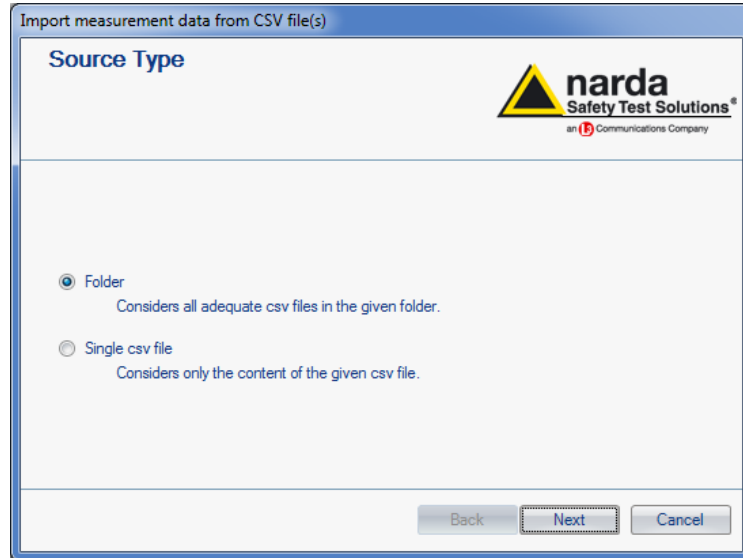 Import measurement data from CSV file(s)
Source Type
narda
Safety Test Solutions®
an L3 Communications Company
Folder
Considers all adequate csv files in the given folder.
Single csv file
Considers only the content of the given csv file.
Back Next Cancel